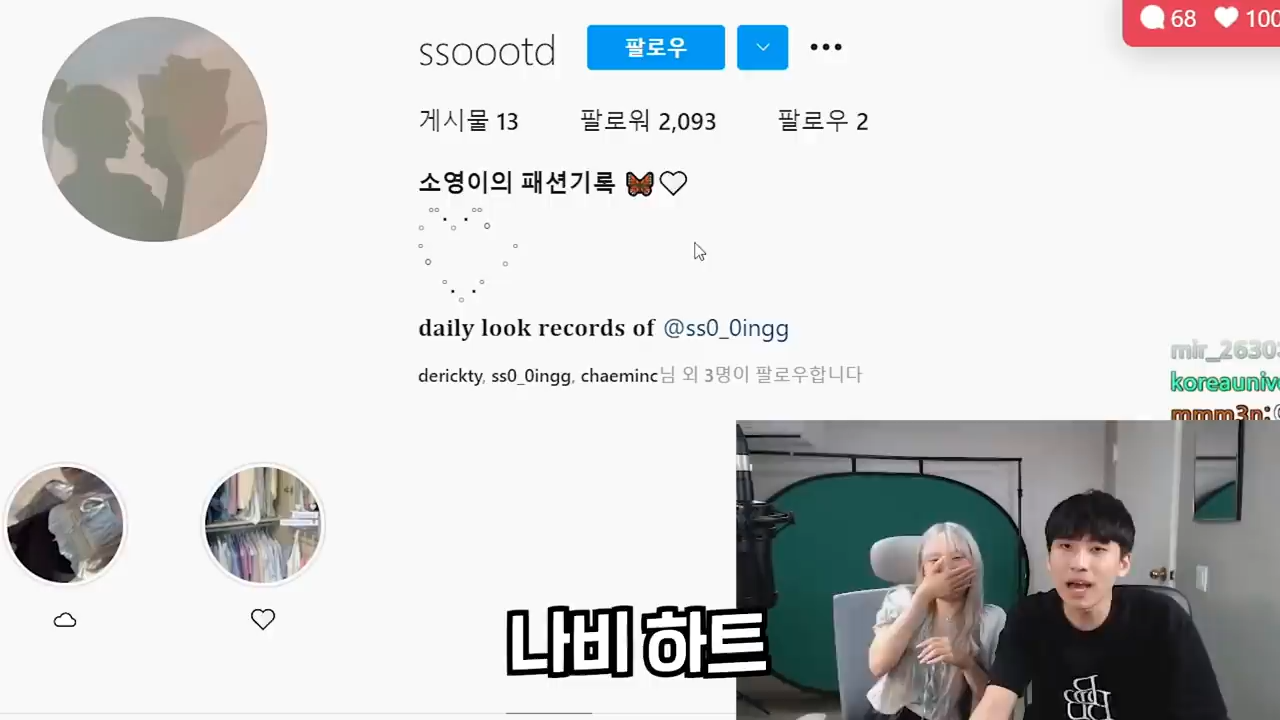 ssoootd 팔로우
68 100
게시물 13 팔로워 2,093 팔로우 2
소영이의 패션기록 🦋♡
daily look records of @ss0_0ingg
derickty, ss0_0ingg, chaeminc님 외 3명이 팔로우합니다
mir_2630
koreaunive
mmm3n:
나비 하트